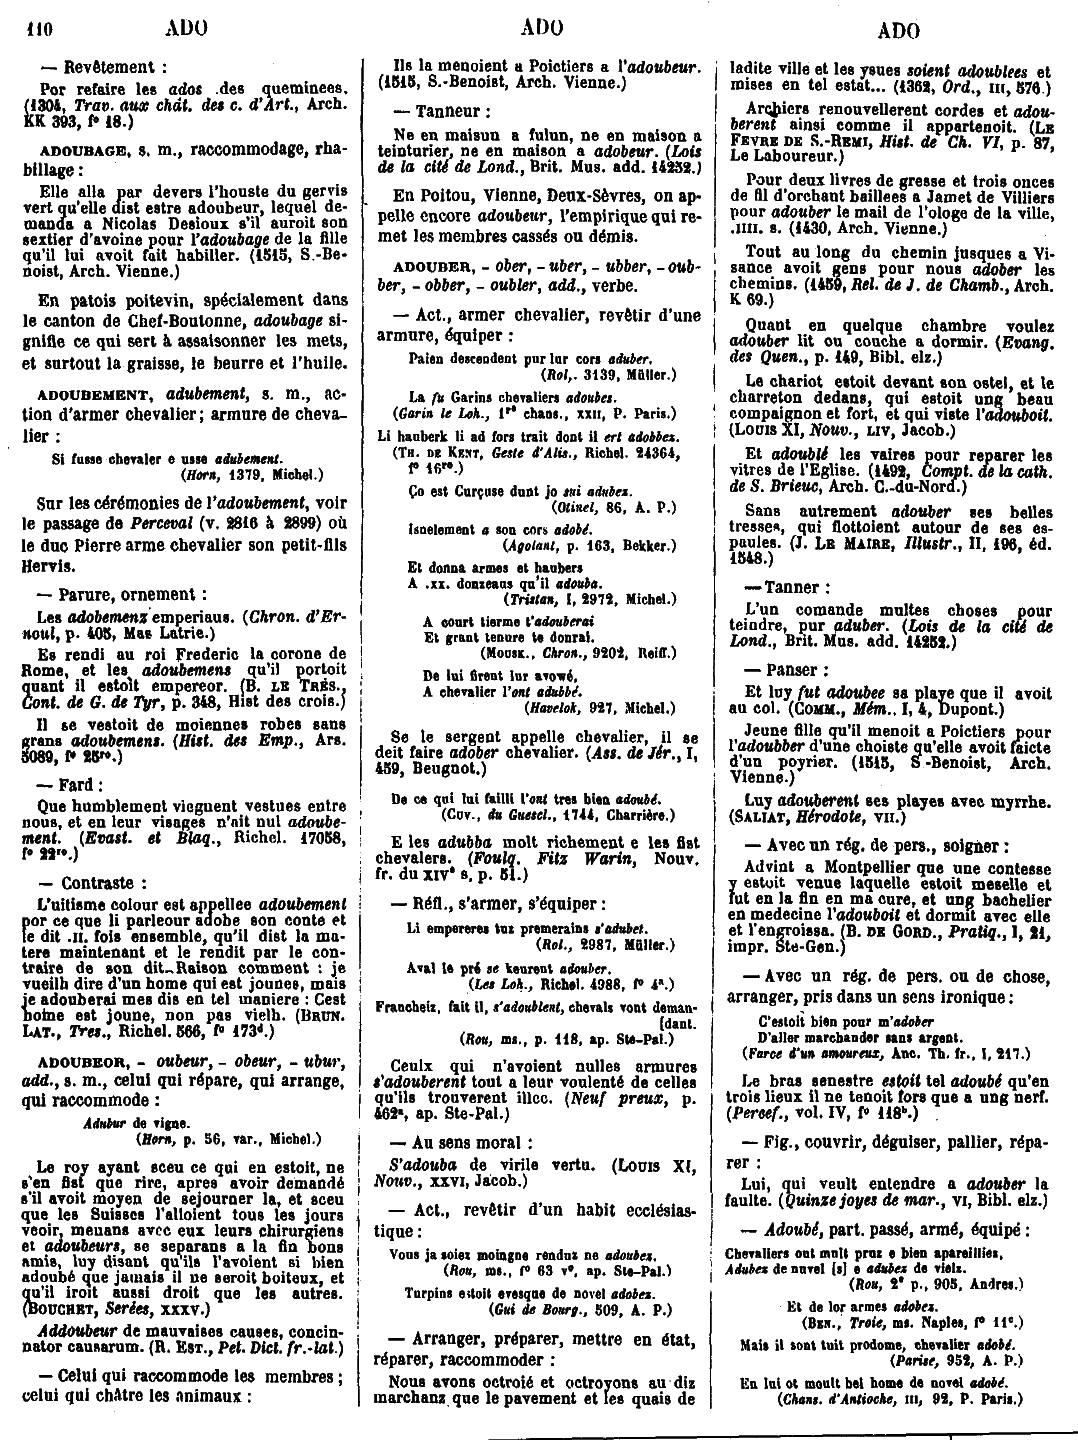 110 ADO ADO ADO
— Revêtement :
Por refaire les ados .des queminees.
(1304, Trav. aux chât. des c. d'Art., Arch.
KK 393, f° 18.)
ADOUBAGE, s. m., raccommodage, rha-
billage :
Elle alla par devers l'houste du gervis
vert qu'elle dist estre adoubeur, lequel de-
manda a Nicolas Desioux s'il auroit son
sextier d'avoine pour l'adoubage de la fille
qu'il lui avoit fait habiller. (1515, S.-Be-
noist, Arch. Vienne.)
En patois poitevin, spécialement dans
le canton de Chef-Boutonne, adoubage si-
gnifie ce qui sert à assaisonner les mets,
et surtout la graisse, le beurre et l'huile.
ADOUBEMENT, adubement, s. m., ac-
tion d'armer chevalier ; armure de cheva-
lier :
Si fusse chevaler e usse adubement.
(Horn, 1379, Michel.)
Sur les cérémonies de l'adoubement, voir
le passage de Perceval (v. 2816 à 2899) où
le duc Pierre arme chevalier son petit-fils
Hervis.
— Parure, ornement :
Les adobemenz emperiaus. (Chron. d'Er-
noul, p. 405, Mas Latrie.)
Es rendi au roi Frederic la corone de
Rome, et les adoubemens qu'il portoit
quant il estoit empereor. (B. LE TRÉS.,
Cont. de G. de Tyr, p. 348, Hist des crois.)
Il se vestoit de moiennes robes sans
grans adoubemens. (Hist. des Emp., Ars.
5089, f° 25ro.)
— Fard :
Que humblement viegnent vestues entre
nous, et en leur visages n'ait nul adoube-
ment. (Evast. et Blaq., Richel. 17058,
f° 22ro.)
— Contraste :
L'uitisme colour est appellee adoubement
por ce que li parleour adobe son conte et
le dit .II. fois ensemble, qu'il dist la ma-
tere maintenant et le rendit par le con-
traire de son dit. Raison comment : je
vueilh dire d'un home qui est jounes, mais
je adouberai mes dis en tel maniere : Cest
home est joune, non pas vielh. (BRUN.
LAT., Tres., Richel. 566, f° 173d.)
ADOUBEOR, - oubeur, - obeur, - ubur,
add., s. m., celui qui répare, qui arrange,
qui raccommode :
Adubur de vigne.
(Horn, p. 56, var., Michel.)
Le roy ayant sceu ce qui en estoit, ne
s'en fist que rire, apres avoir demandé
s'il avoit moyen de sejourner la, et sceu
que les Suisses l'alloient tous les jours
veoir, menans avec eux leurs chirurgiens
et adoubeurs, se separans a la fin bons
amis, luy disant qu'ils l'avoient si bien
adoubé que jamais il ne seroit boiteux, et
qu'il iroit aussi droit que les autres.
(BOUCHET, Serées, XXXV.)
Addoubeur de mauvaises causes, concin-
nator causarum. (R. EST., Pet. Dict. fr.-lat.)
— Celui qui raccommode les membres ;
celui qui châtre les animaux :
Ils la menoient a Poictiers a l'adoubeur.
(1515, S.-Benoist, Arch. Vienne.)
— Tanneur :
Ne en maisun a fulun, ne en maison a
teinturier, ne en maison a adobeur. (Lois
de la cité de Lond., Brit. Mus. add. 14252.)
En Poitou, Vienne, Deux-Sèvres, on ap-
pelle encore adoubeur, l'empirique qui re-
met les membres cassés ou démis.
ADOUBER, - ober, - uber, - ubber, - oub-
ber, - obber, - oubler, add., verbe.
— Act., armer chevalier, revêtir d'une
armure, équiper :
Paien descendent pur lur cors aduber.
(Rol,. 3139, Müller.)
La fu Garins chevaliers adoubes.
(Garin le Loh., 1re chans., XXII, P. Paris.)
Li hauberk li ad fors trait dont il ert adobbez.
(TH. DE KENT, Geste d'Alis., Richel. 24364,
f° 16ro.)
Ço est Curçuse dunt jo sui adubez.
(Otinel, 86, A. P.)
Isnelement a son cors adobé.
(Agolant, p. 163, Bekker.)
Et donna armes et haubers
A .XX. donzeaus qu'il adouba.
(Tristan, I, 2972, Michel.)
A court tierme t'adouberai
Et grant tenure te donrai.
(MOUSK., Chron., 9202, Reiff.)
De lui firent lur avowé,
A chevalier l'ont adubbé.
(Havelok, 927, Michel.)
Se le sergent appelle chevalier, il se
deit faire adober chevalier. (Ass. de Jér., I,
459, Beugnot.)
De ce qui lui failli l'ont tres bien adoubé.
(CUV., du Guescl., 1744, Charrière.)
E les adubba molt richement e les fist
chevalers. (Foulq. Fitz Warin, Nouv.
fr. du XIVe s, p. 51.)
— Réfl., s'armer, s'équiper :
Li empereres tuz premerains s'adubet.
(Rol., 2987, Müller.)
Aval le pré se keurent adouber.
(Les Loh., Richel. 4988, f° 4a.)
Francheiz, fait il, s'adoublent, chevals vont deman-
[dant.
(Rou, ms., p. 118, ap. Ste-Pal.)
Ceulx qui n'avoient nulles armures
s'adouberent tout a leur voulenté de celles
qu'ils trouverent illec. (Neuf preux, p.
462a, ap. Ste-Pal.)
— Au sens moral :
S'adouba de virile vertu. (LOUIS XI,
Nouv., XXVI, Jacob.)
— Act., revêtir d'un habit ecclésias-
tique :
Vous ja soiez moingne renduz ne adoubez.
(Rou, ms., f° 63 v°, ap. Ste-Pal.)
Turpins estoit evesque de novel adobez.
(Gui de Bourg., 509, A. P.)
— Arranger, préparer, mettre en état,
réparer, raccommoder :
Nous avons octroié et octroyons au diz
marchanz que le pavement et les quais de
ladite ville et les ysues soient adoublees et
mises en tel estat... (1362, Ord., III, 576.)
Archiers renouvellerent cordes et adou-
berent ainsi comme il appartenoit. (LE
FEVRE DE S.-REMI, Hist. de Ch. VI, p. 87,
Le Laboureur.)
Pour deux livres de gresse et trois onces
de fil d'orchant baillees a Jamet de Villiers
pour adouber le mail de l'ologe de la ville,
.IIII. s. (1430, Arch. Vienne.)
Tout au long du chemin jusques a Vi-
sance avoit gens pour nous adober les
chemins. (1459, Rel. de J. de Chamb., Arch.
K 69.)
Quant en quelque chambre voulez
adouber lit ou couche a dormir. (Evang.
des Quen., p. 149, Bibl. elz.)
Le chariot estoit devant son ostel, et le
charreton dedans, qui estoit ung beau
compaignon et fort, et qui viste l'adouboit.
(LOUIS XI, Nouv., LIV, Jacob.)
Et adoublé les vaires pour reparer les
vitres de l'Eglise. (1492, Compt. de la cath.
de S. Brieuc, Arch. C.-du-Nord.)
Sans autrement adouber ses belles
tresses, qui flottoient autour de ses es-
paules. (J. LE MAIRE, Illustr., II, 196, éd.
1548.)
— Tanner :
L'un comande multes choses pour
teindre, pur aduber. (Lois de la cité de
Lond., Brit. Mus. add. 14252.)
— Panser :
Et luy fut adoubee sa playe que il avoit
au col. (COMM., Mém., I, 4, Dupont.)
Jeune fille qu'il menoit a Poictiers pour
l'adoubber d'une choiste qu'elle avoit faicte
d'un poyrier. (1515, S -Benoist, Arch.
Vienne.)
Luy adouberent ses playes avec myrrhe.
(SALIAT, Hérodote, VII.)
— Avec un rég. de pers., soigner :
Advint a Montpellier que une contesse
y estoit venue laquelle estoit meselle et
fut en la fin en ma cure, et ung bachelier
en medecine l'adouboit et dormit avec elle
et l'engroissa. (B. DE GORD., Pratiq., I, 21,
impr. Ste-Gen.)
— Avec un rég. de pers. ou de chose,
arranger, pris dans un sens ironique :
C'estoit bien pour m'adober
D'aller marchander sans argent.
(Farce d'un amoureux, Anc. Th. fr., I, 217.)
Le bras senestre estoit tel adoubé qu'en
trois lieux il ne tenoit fors que a ung nerf.
(Percef., vol. IV, f° 118b.)
— Fig., couvrir, déguiser, pallier, répa-
rer :
Lui, qui veult entendre a adouber la
faulte. (Quinze joyes de mar., VI, Bibl. elz.)
— Adoubé, part. passé, armé, équipé :
Chevaliers out mult pruz e bien apareilliez,
Adubez de nuvel [s] e adubez de vielz.
(Rou, 2e p., 905, Andres.)
Et de lor armes adobez.
(BEN., Troie, ms. Naples, f° 11c.)
Mais il sont tuit prodome, chevalier adobé.
(Parise, 952, A. P.)
En lui ot moult bel home de novel adobé.
(Chans. d'Antioche, III, 92, P. Paris.)